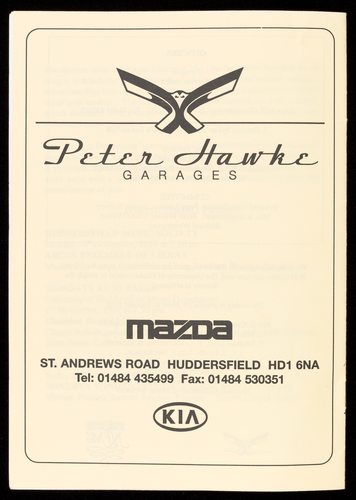 Peter Hawke
GARAGES
mazda
ST. ANDREWS ROAD HUDDERSFIELD HD1 6NA
Tel: 01484 435499 Fax: 01484 530351
KIA